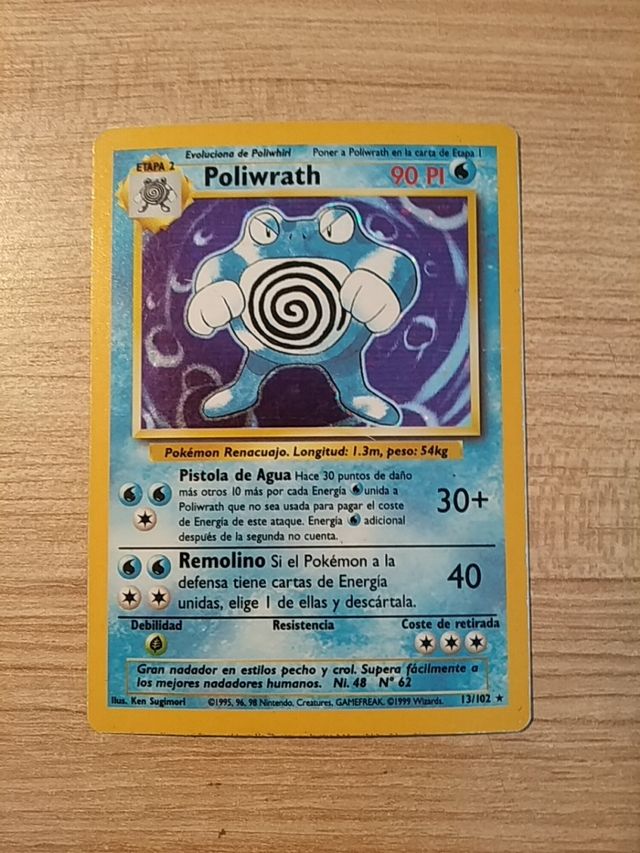 Evoluciona de Poliwhirl Poner a Poliwrath en la carta de Etapa 1
ETAPA 2
Poliwrath 90 PI
Pokémon Renacuajo. Longitud: 1.3m, peso: 54kg
Pistola de Agua Hace 30 puntos de daño
más otros 10 más por cada Energía unida a
Poliwrath que no sea usada para pagar el coste
de Energía de este ataque. Energía adicional
después de la segunda no cuenta.
30+
Remolino Si el Pokémon a la
defensa tiene cartas de Energía
unidas, elige 1 de ellas y descártala.
40
Debilidad Resistencia Coste de retirada
Gran nadador en estilos pecho y crol. Supera fácilmente a
los mejores nadadores humanos. Ni. 48 Nº 62
Ilus. Ken Sugimori ©1995, 96, 98 Nintendo, Creatures, GAMEFREAK. ©1999 Wizards. 13/102 ★